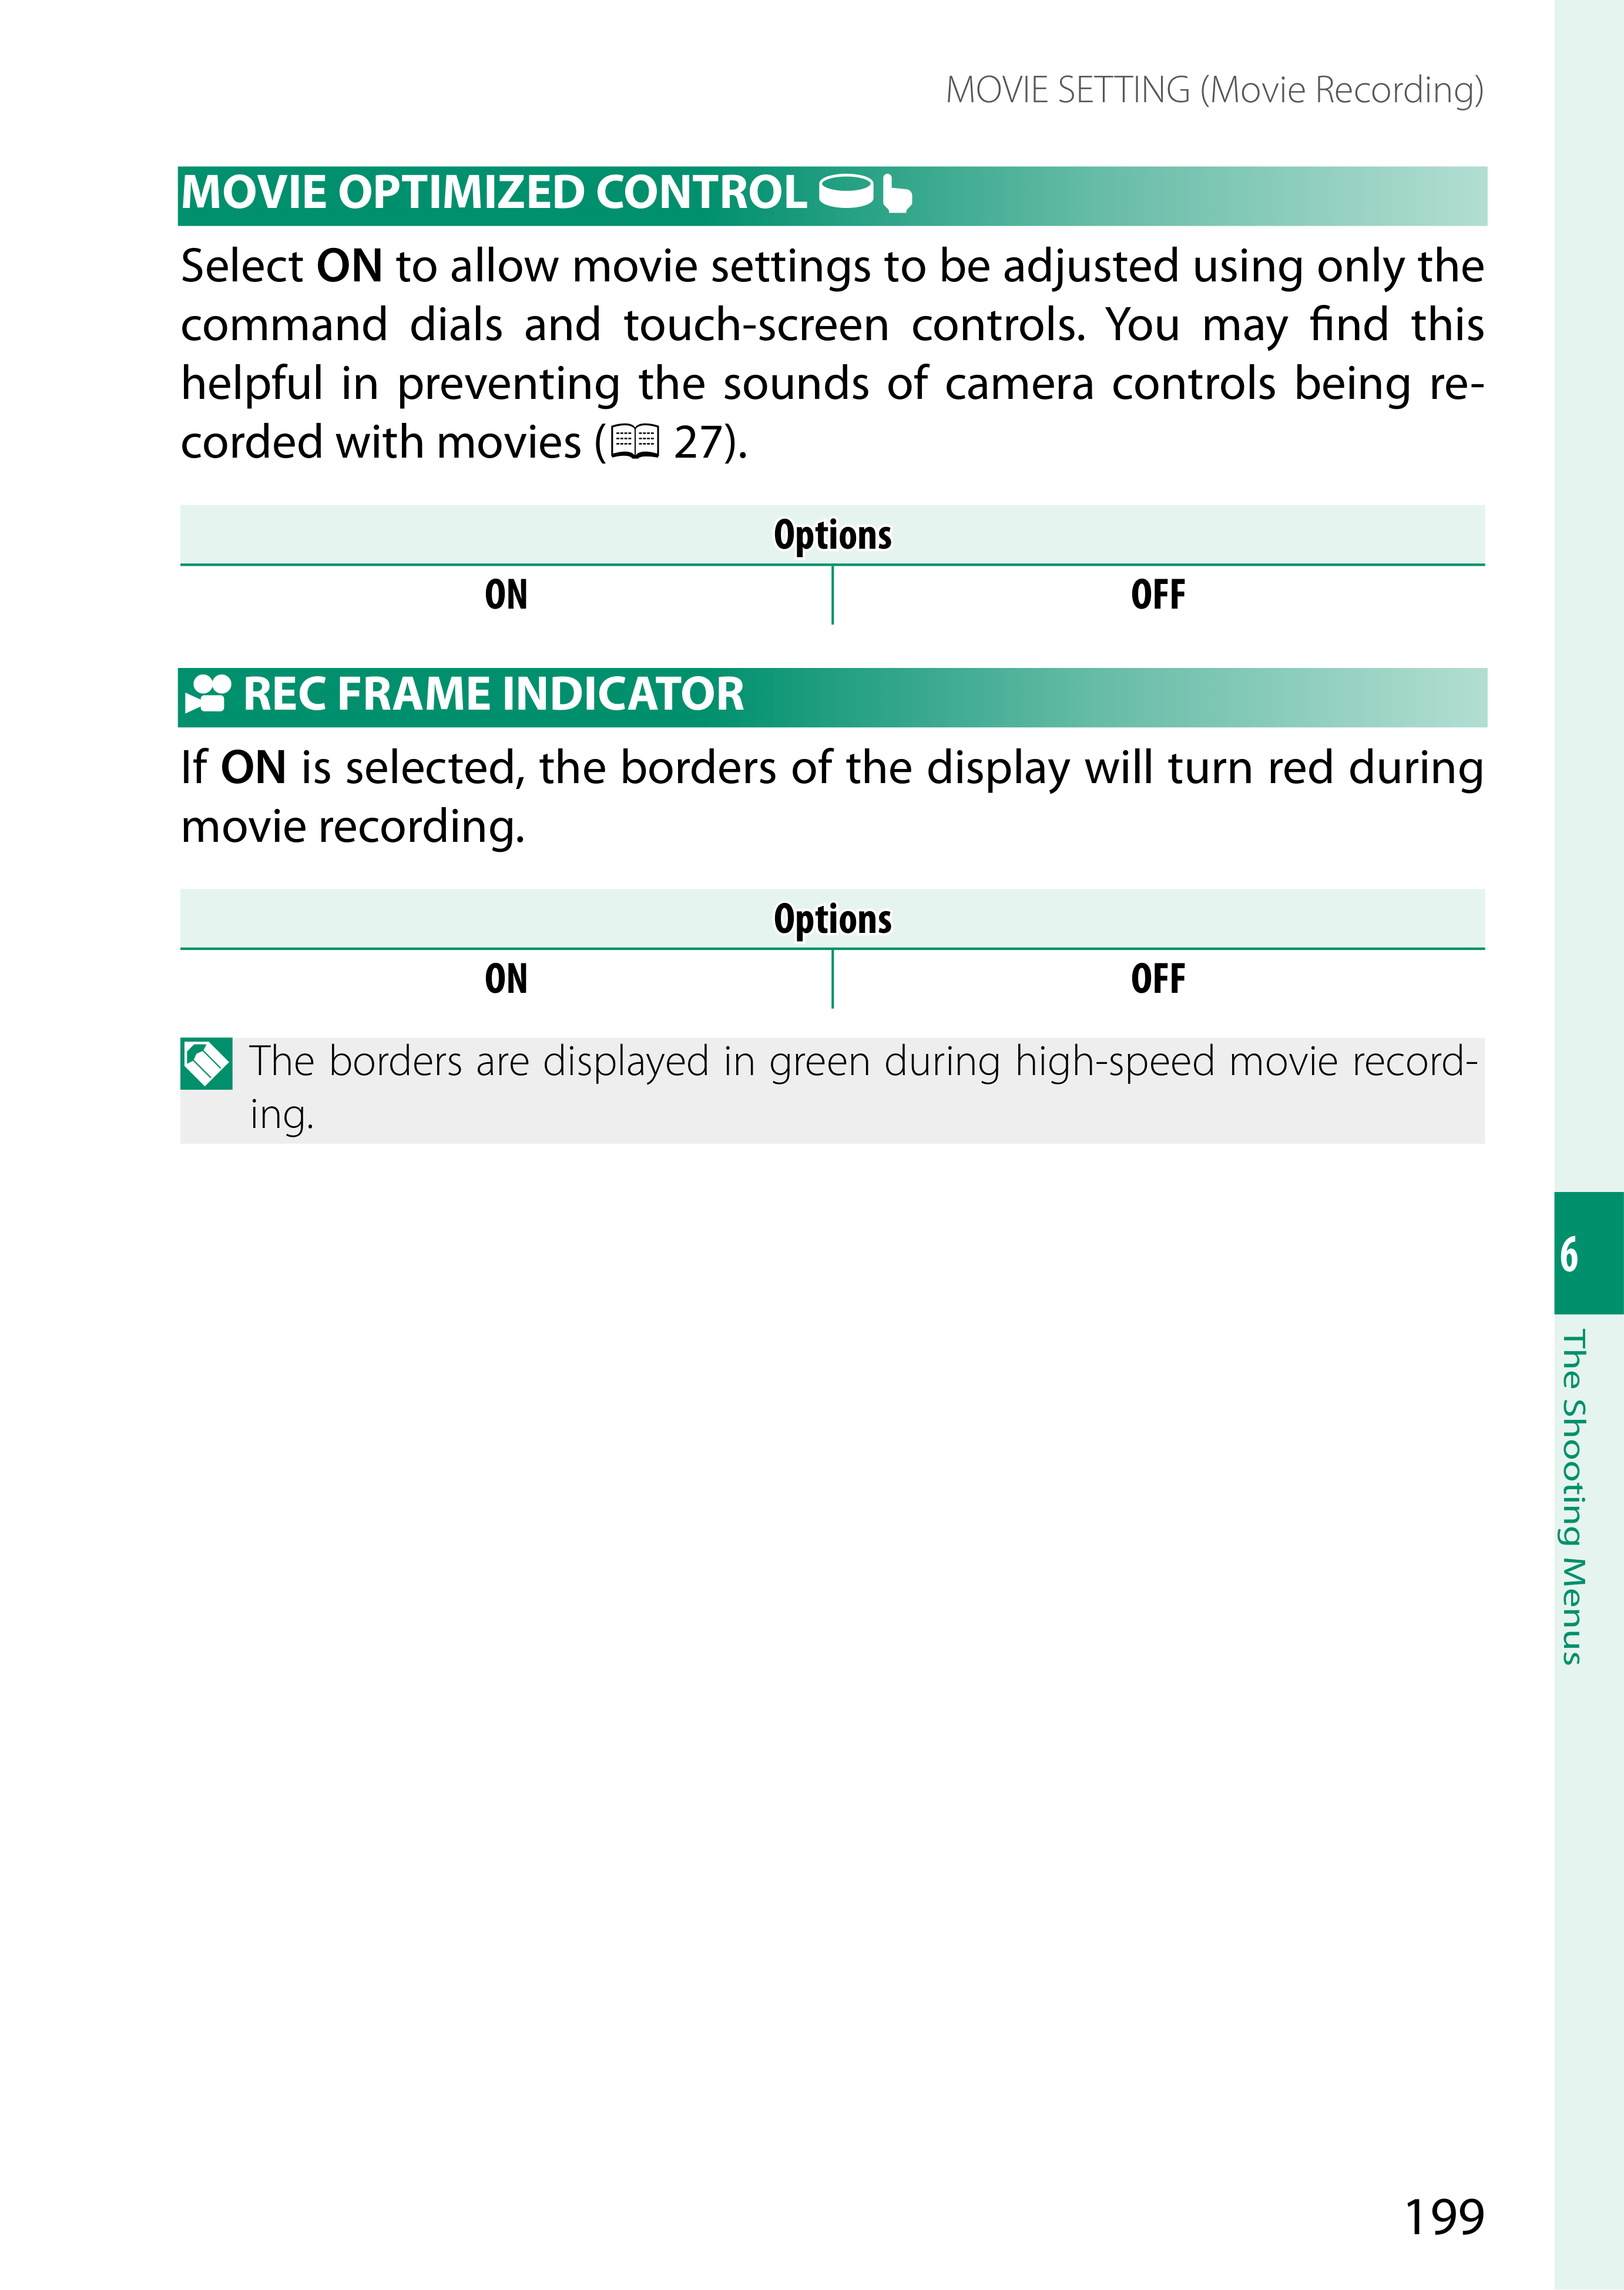 MOVIE SETTING (Movie Recording)
MOVIE OPTIMIZED CONTROL
Select ON to allow movie settings to be adjusted using only the
command dials and touch-screen controls. You may find this
helpful in preventing the sounds of camera controls being re-
corded with movies ( 27).
Options
ON OFF
REC FRAME INDICATOR
If ON is selected, the borders of the display will turn red during
movie recording.
Options
ON OFF
The borders are displayed in green during high-speed movie record-
ing.
6
The Shooting Menus
199